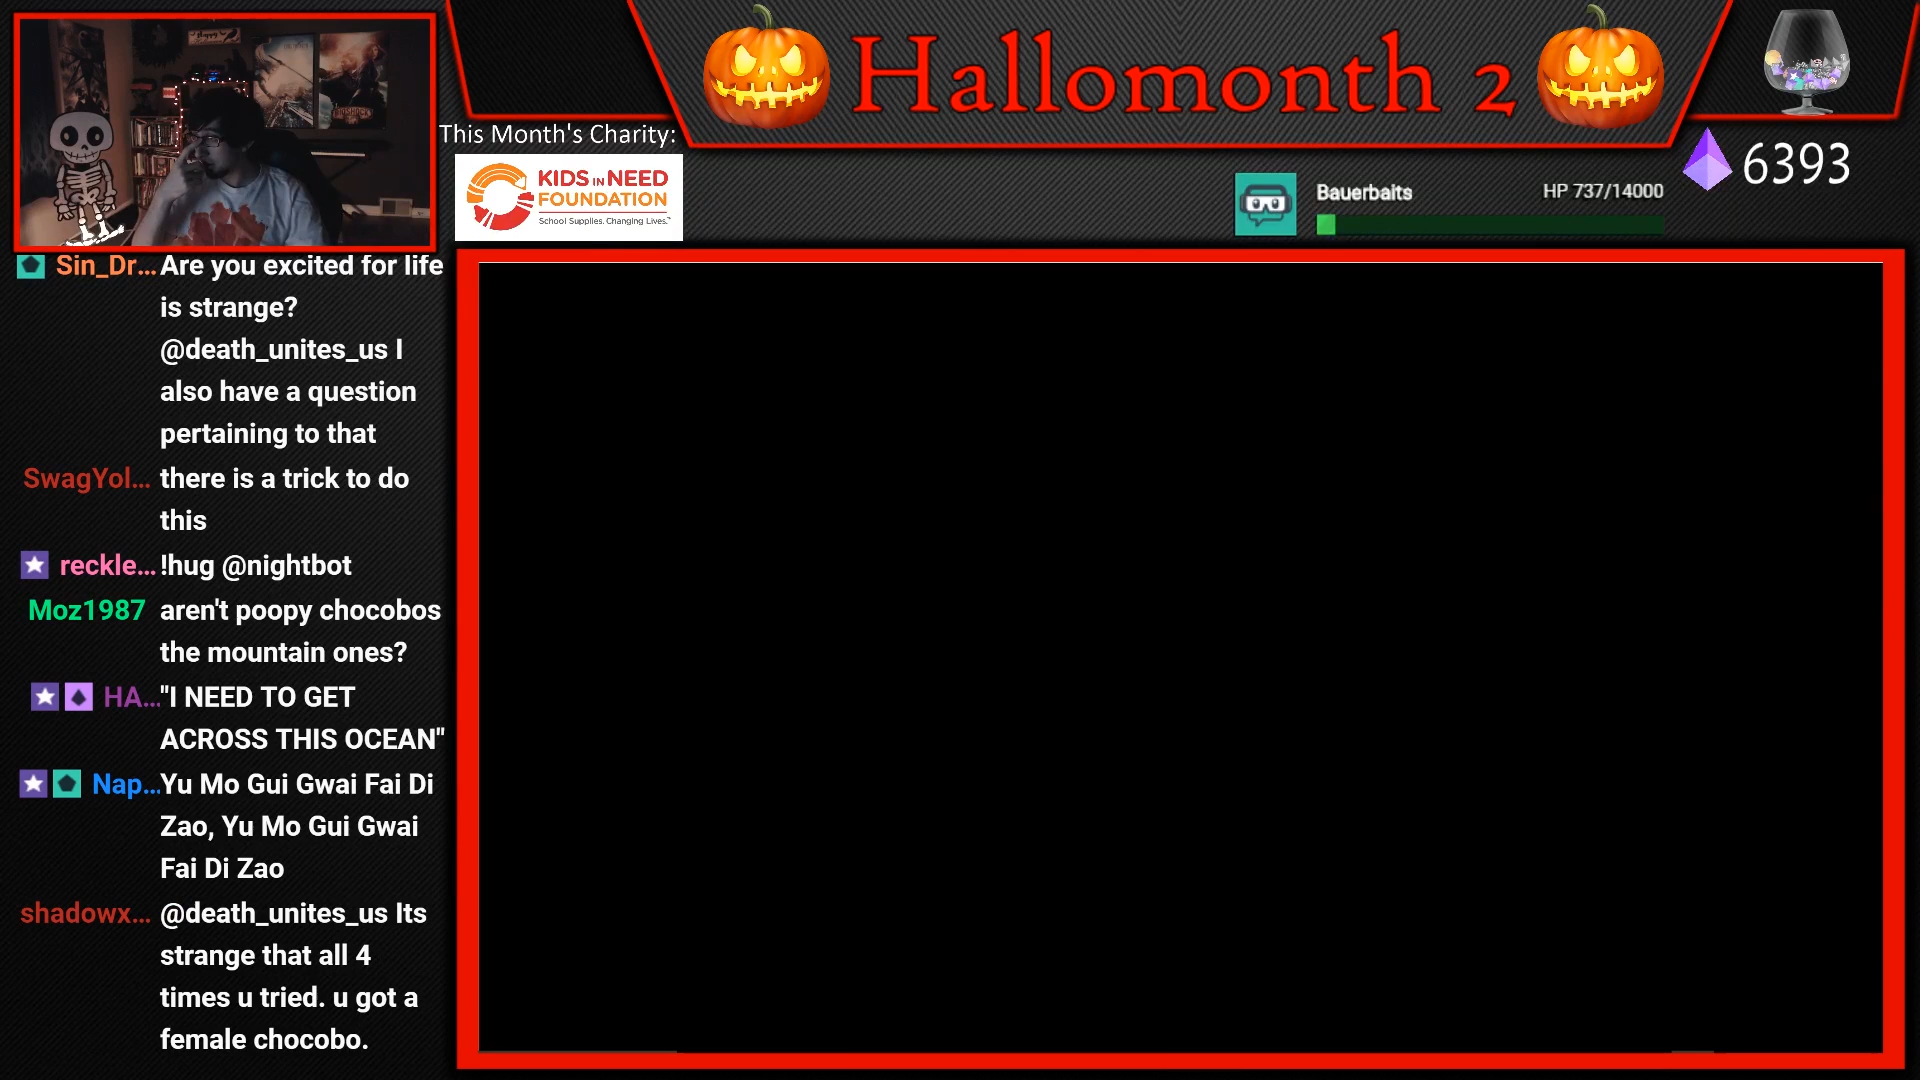 Hallomonth 2
This Month's Charity:
KIDS IN NEED
FOUNDATION
School Supplies. Changing Lives.
Bauerbaits HP 737/14000
6393
Sin_Dr... Are you excited for life
is strange?
@death_unites_us I
also have a question
pertaining to that
SwagYol... there is a trick to do
this
reckle... !hug @nightbot
Moz1987 aren't poopy chocobos
the mountain ones?
HA... "I NEED TO GET
ACROSS THIS OCEAN"
Nap... Yu Mo Gui Gwai Fai Di
Zao, Yu Mo Gui Gwai
Fai Di Zao
shadowx... @death_unites_us Its
strange that all 4
times u tried. u got a
female chocobo.